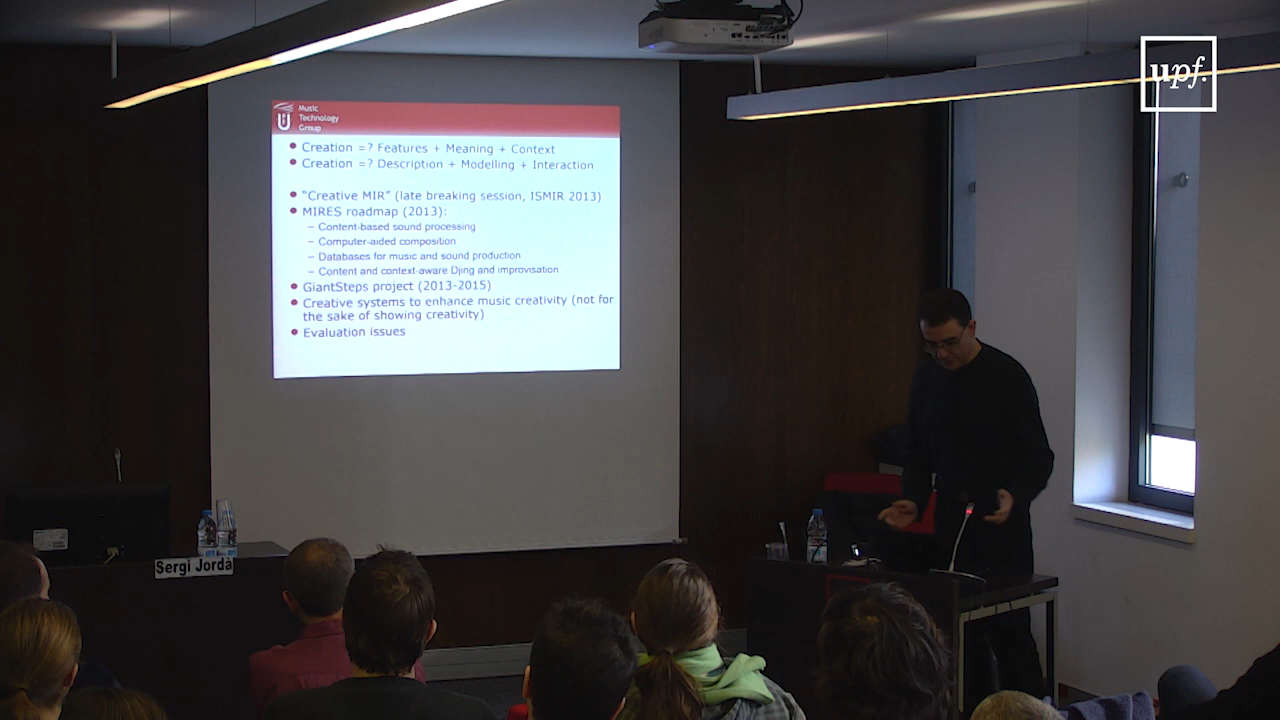 upf.
Music
Technology
Group
Creation =? Features + Meaning + Context
Creation =? Description + Modelling + Interaction
"Creative MIR" (late breaking session, ISMIR 2013)
MIRES roadmap (2013):
– Content-based sound processing
– Computer-aided composition
– Databases for music and sound production
– Content and context-aware Djing and improvisation
GiantSteps project (2013-2015)
Creative systems to enhance music creativity (not for
the sake of showing creativity)
Evaluation issues
Sergi Jordà